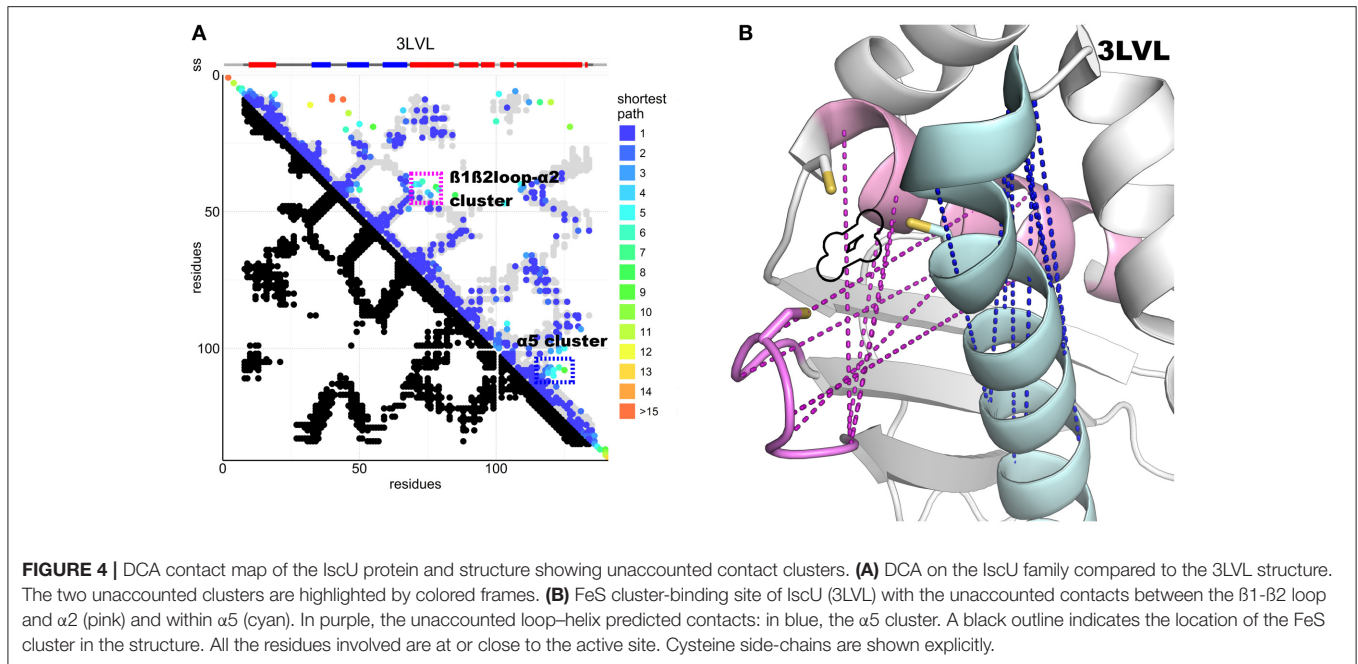 A
3LVL
ss
0
50
100
residues
0
50
100
residues
ß1ß2loop-α2
cluster
α5 cluster
shortest
path
1
2
3
4
5
6
7
8
9
10
11
12
13
14
>15
B
3LVL
FIGURE 4 | DCA contact map of the IscU protein and structure showing unaccounted contact clusters. (A) DCA on the IscU family compared to the 3LVL structure.
The two unaccounted clusters are highlighted by colored frames. (B) FeS cluster-binding site of IscU (3LVL) with the unaccounted contacts between the ß1-ß2 loop
and α2 (pink) and within α5 (cyan). In purple, the unaccounted loop–helix predicted contacts: in blue, the α5 cluster. A black outline indicates the location of the FeS
cluster in the structure. All the residues involved are at or close to the active site. Cysteine side-chains are shown explicitly.